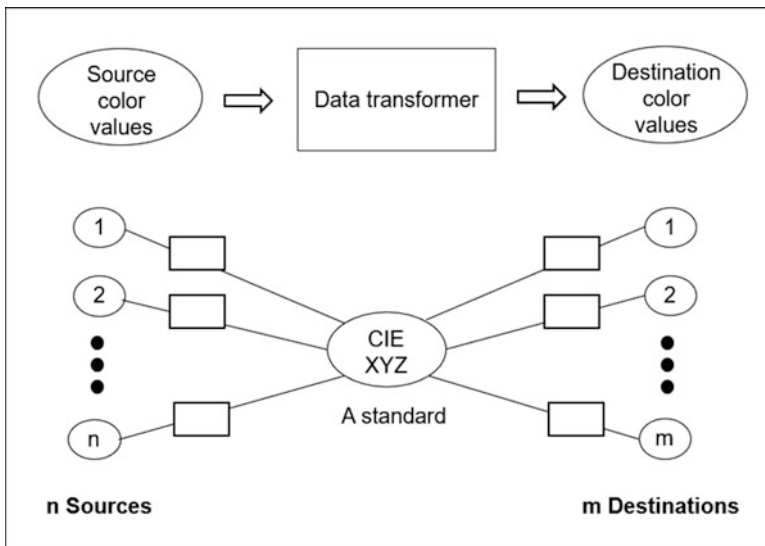 Source
color
values
Data transformer
Destination
color
values
1
1
2
2
CIE
XYZ
A standard
n
m
n Sources
m Destinations